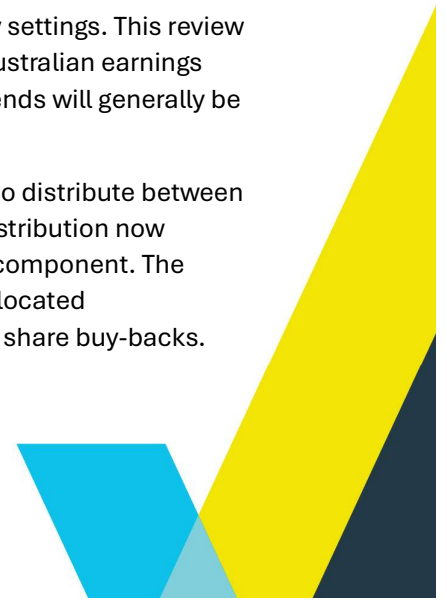 settings. This review
ustralian earnings
ends will generally be
o distribute between
stribution now
component. The
located
share buy-backs.